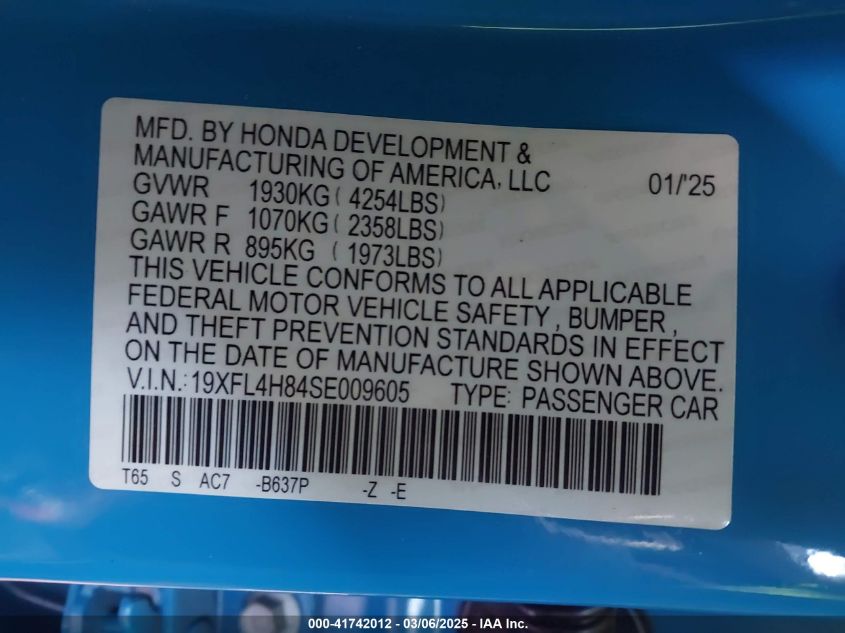 MFD. BY HONDA DEVELOPMENT &
MANUFACTURING OF AMERICA, LLC 01/'25
GVWR 1930KG ( 4254LBS)
GAWR F 1070KG ( 2358LBS)
GAWR R 895KG ( 1973LBS)
THIS VEHICLE CONFORMS TO ALL APPLICABLE
FEDERAL MOTOR VEHICLE SAFETY , BUMPER ,
AND THEFT PREVENTION STANDARDS IN EFFECT
ON THE DATE OF MANUFACTURE SHOWN ABOVE.
V.I.N.:19XFL4H84SE009605 TYPE: PASSENGER CAR
T65 S AC7 -B637P -Z -E
000-41742012 | 03/06/2025 | IAA Inc.